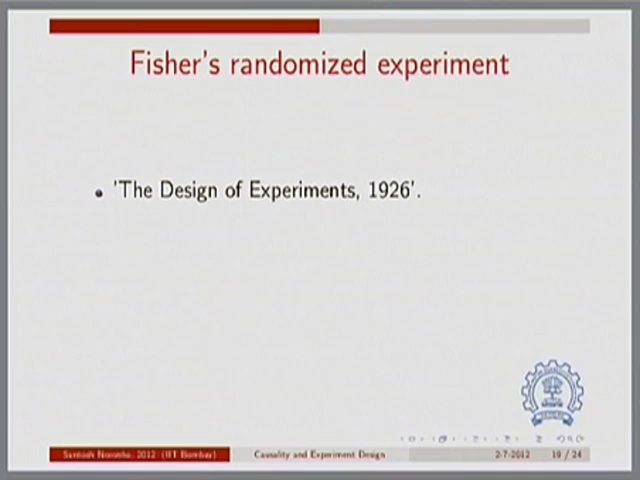 Fisher's randomized experiment
'The Design of Experiments, 1926'.
Santosh Noronha, 2012 (IIT Bombay)
Causality and Experiment Design
2-7-2012
19 / 24